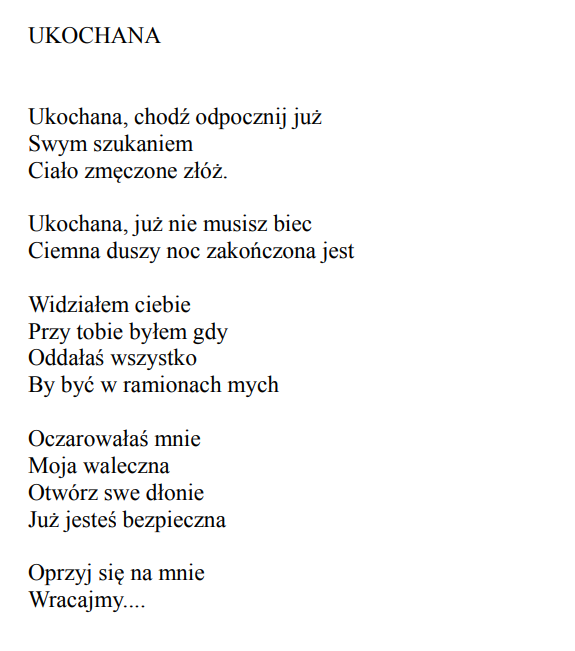 UKOCHANA
Ukochana, chodź odpocznij już
Swym szukaniem
Ciało zmęczone złóż.
Ukochana, już nie musisz biec
Ciemna duszy noc zakończona jest
Widziałem ciebie
Przy tobie byłem gdy
Oddałaś wszystko
By być w ramionach mych
Oczarowałaś mnie
Moja waleczna
Otwórz swe dłonie
Już jesteś bezpieczna
Oprzyj się na mnie
Wracajmy....